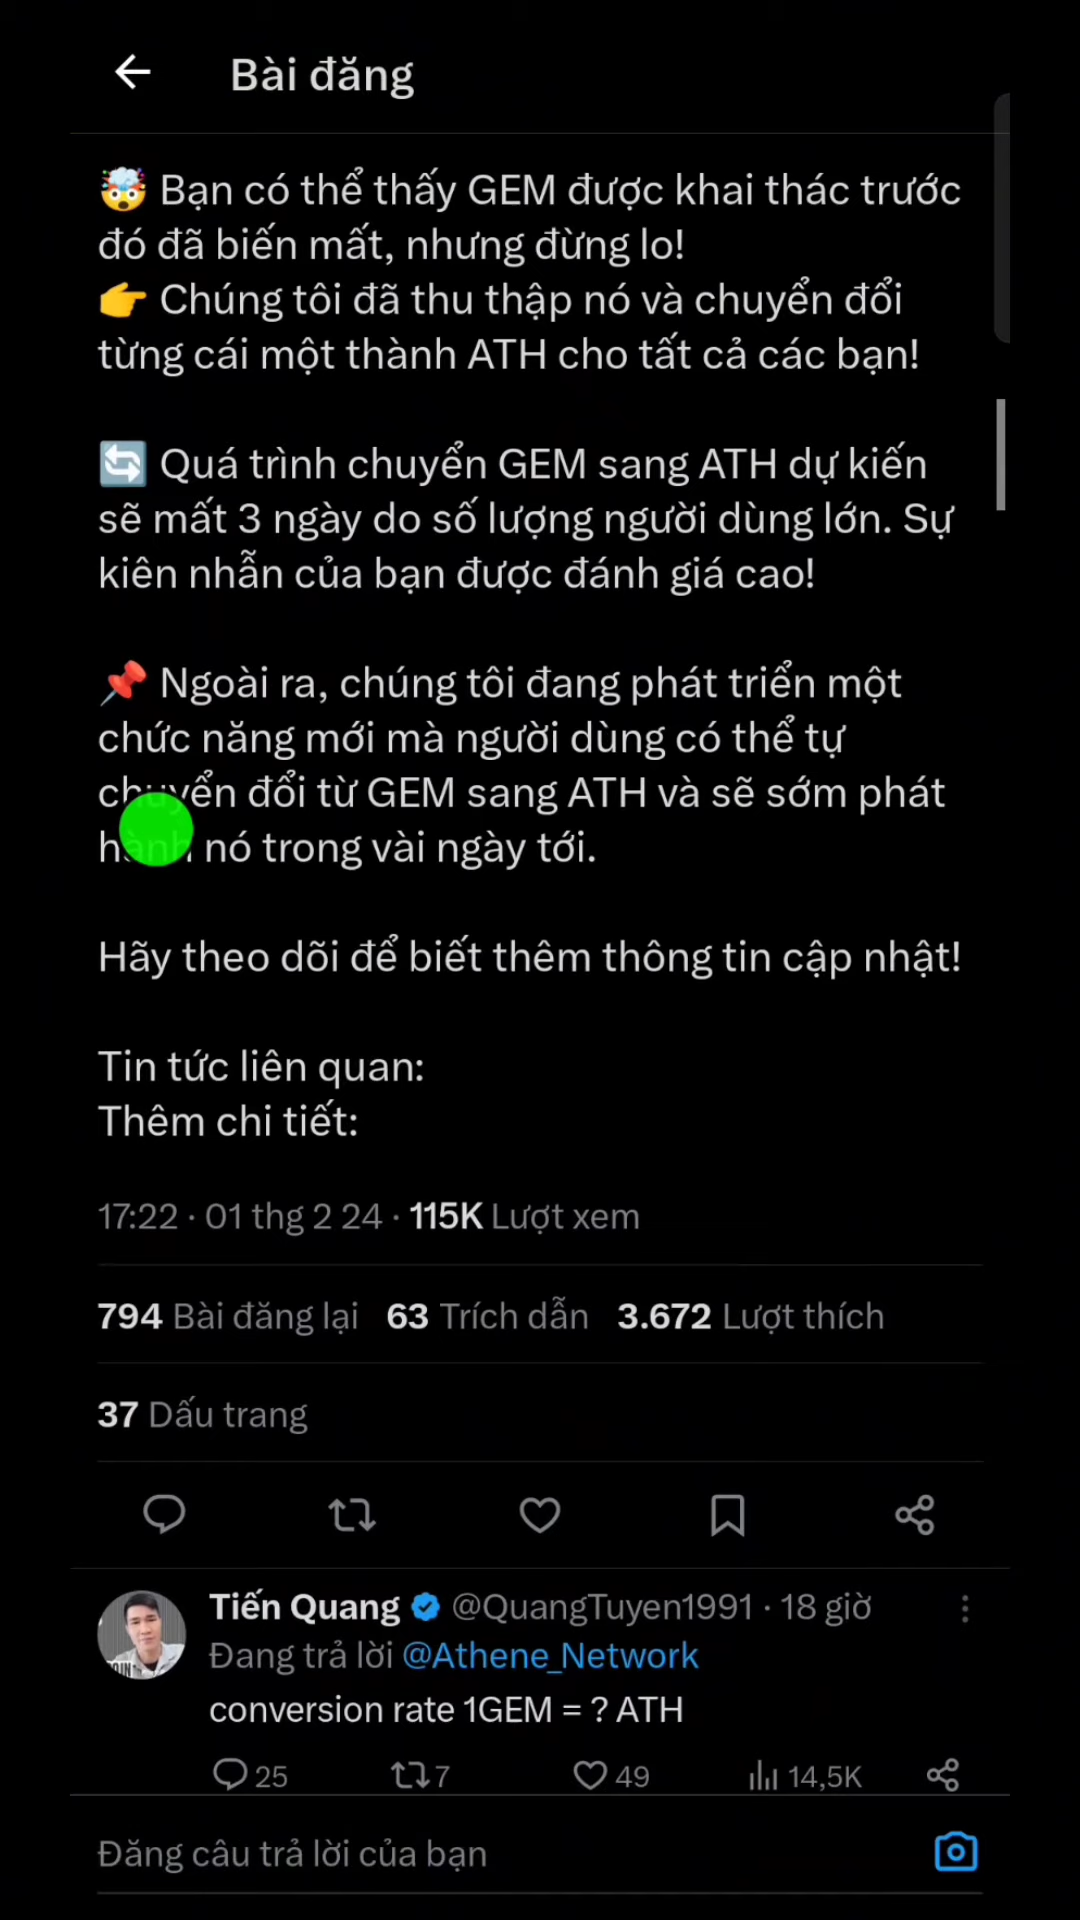 Bài đăng
🤯 Bạn có thể thấy GEM được khai thác trước
đó đã biến mất, nhưng đừng lo!
👉 Chúng tôi đã thu thập nó và chuyển đổi
từng cái một thành ATH cho tất cả các bạn!
🔄 Quá trình chuyển GEM sang ATH dự kiến
sẽ mất 3 ngày do số lượng người dùng lớn. Sự
kiên nhẫn của bạn được đánh giá cao!
📌 Ngoài ra, chúng tôi đang phát triển một
chức năng mới mà người dùng có thể tự
chuyển đổi từ GEM sang ATH và sẽ sớm phát
hành nó trong vài ngày tới.
Hãy theo dõi để biết thêm thông tin cập nhật!
Tin tức liên quan:
Thêm chi tiết:
17:22 · 01 thg 2 24 · 115K Lượt xem
794 Bài đăng lại 63 Trích dẫn 3.672 Lượt thích
37 Dấu trang
Tiến Quang @QuangTuyen1991 · 18 giờ
Đang trả lời @Athene_Network
conversion rate 1GEM = ? ATH
25 7 49 14,5K
Đăng câu trả lời của bạn